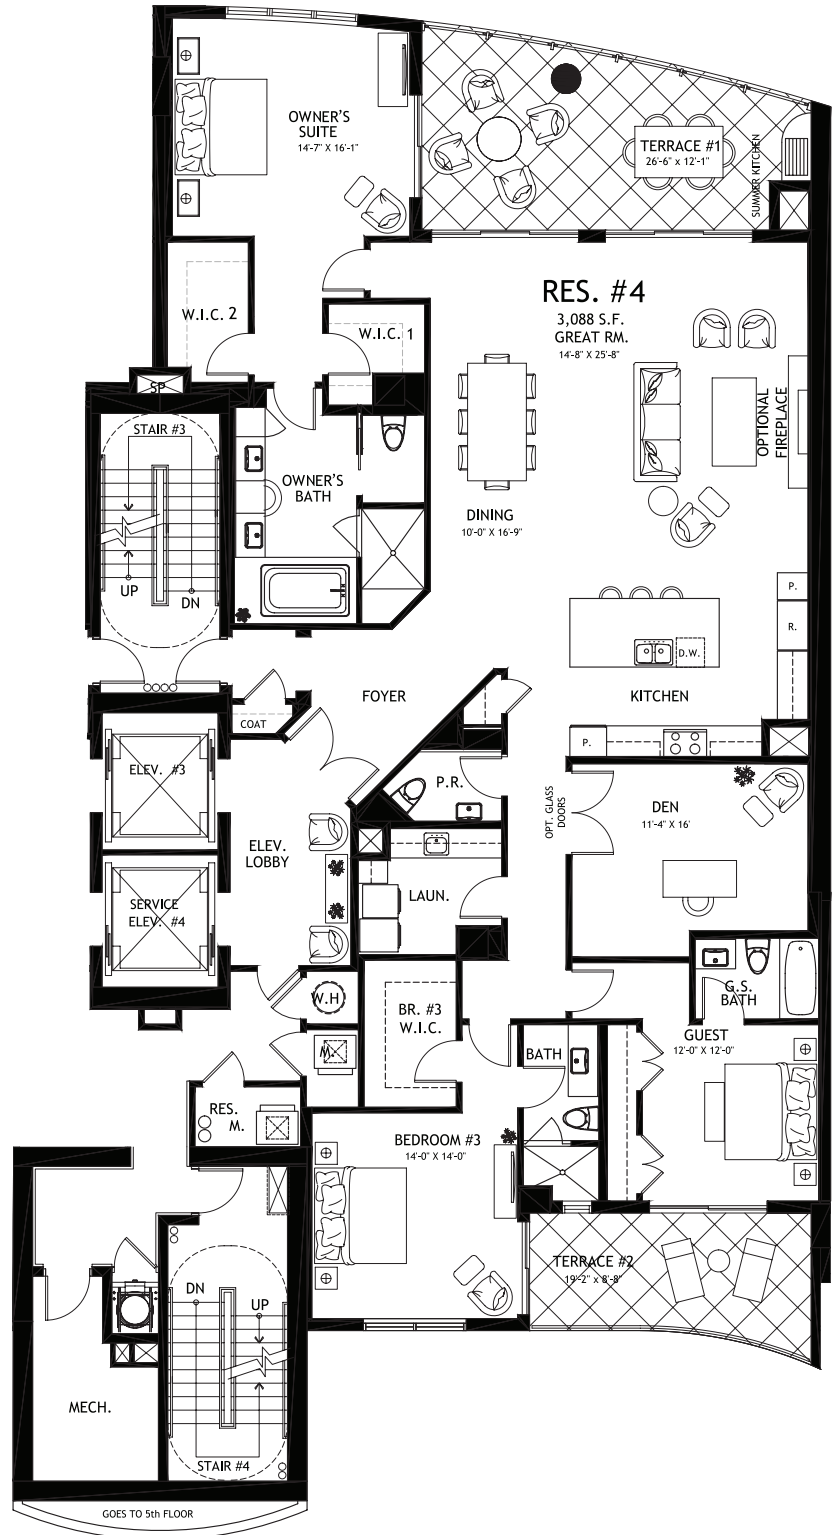 OWNER'S
SUITE
14'-7" X 16'-1"
TERRACE #1
26'-6" x 12'-1"
SUMMER KITCHEN
W.I.C. 2
W.I.C. 1
RES. #4
3,088 S.F.
GREAT RM.
14'-8" X 25'-8"
OPTIONAL
FIREPLACE
SP
STAIR #3
UP
DN
OWNER'S
BATH
DINING
10'-0" X 16'-9"
P.
R.
D.W.
KITCHEN
P.
FOYER
COAT
ELEV. #3
P.R.
OPT. GLASS
DOORS
DEN
11'-4" X 16'
ELEV.
LOBBY
LAUN.
SERVICE
ELEV. #4
W.H
BR. #3
W.I.C.
G.S.
BATH
GUEST
12'-0" X 12'-0"
M.
BATH
RES.
M.
BEDROOM #3
14'-0" X 14'-0"
TERRACE #2
19'-2" x 8'-8"
DN
UP
MECH.
STAIR #4
GOES TO 5th FLOOR